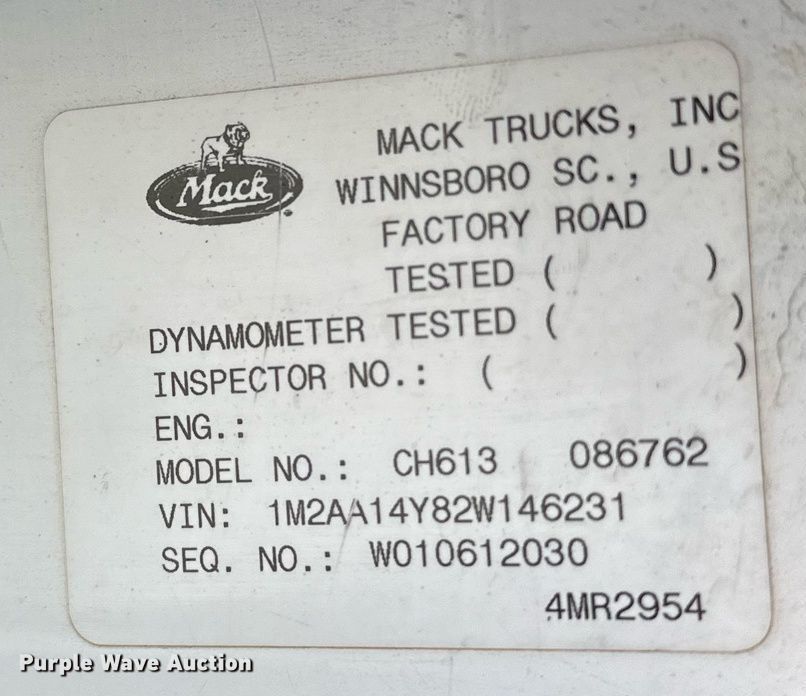 Mack
MACK TRUCKS, INC
WINNSBORO SC., U.S
FACTORY ROAD
TESTED ( )
DYNAMOMETER TESTED ( )
INSPECTOR NO.: ( )
ENG.:
MODEL NO.: CH613 086762
VIN: 1M2AA14Y82W146231
SEQ. NO.: W010612030
4MR2954
Purple Wave Auction